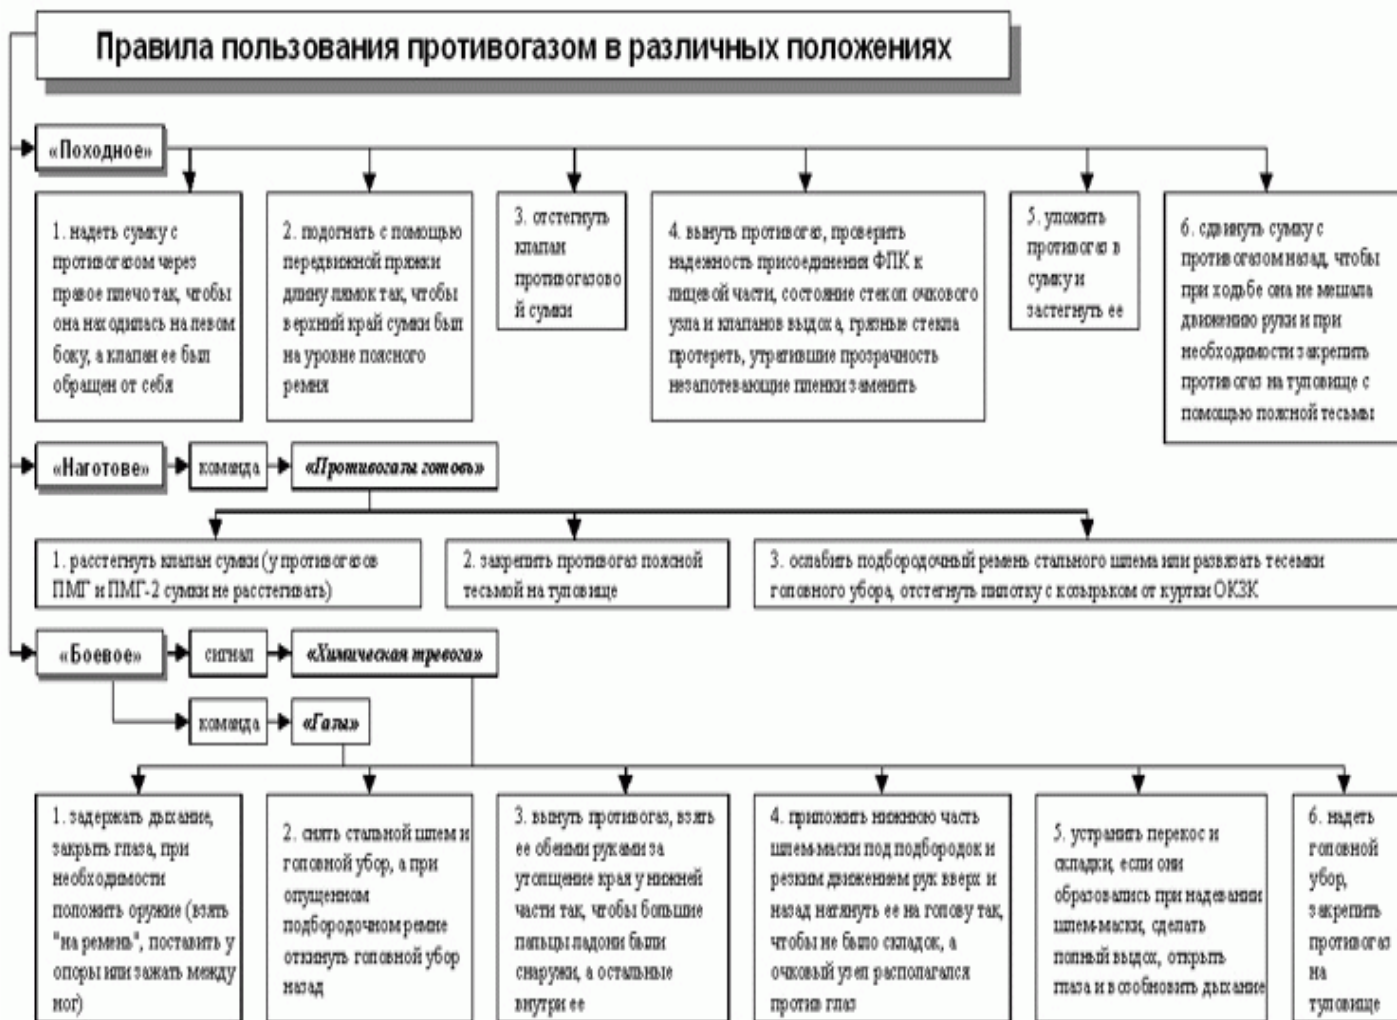 Правила пользования противогазом в различных положениях
«Походное»
1. надеть сумку с
противогазом через
правое плечо так, чтобы
она находилась на левом
боку, а клапан ее был
обращен от себя
2. подогнать с помощью
передвижной пряжки
длину лямок так, чтобы
верхний край сумки был
на уровне поясного
ремня
3. отстегнуть
клапан
противогазово
й сумки
4. вынуть противогаз, проверить
надежность присоединения ФПК к
лицевой части, состояние стекол очкового
узла и клапанов выдоха, грязные стекла
протереть, утратившие прозрачность
незапотевающие пленки заменить
5. уложить
противогаз в
сумку и
застегнуть ее
6. сдвинуть сумку с
противогазом назад, чтобы
при ходьбе она не мешала
движению руки и при
необходимости закрепить
противогаз на туловище с
помощью поясной тесьмы
«Наготове»
команда
«Противогазы готовь»
1. расстегнуть клапан сумки (у противогазов
ПМГ и ПМГ-2 сумки не расстегивать)
2. закрепить противогаз поясной
тесьмой на туловище
3. ослабить подбородочный ремень стального шлема или развязать тесемки
головного убора, отстегнуть пилотку с козырьком от куртки ОКЗК
«Боевое»
сигнал
«Химическая тревога»
команда
«Газы»
1. задержать дыхание,
закрыть глаза, при
необходимости
положить оружие (взять
"на ремень", поставить у
опоры или зажать между
ног)
2. снять стальной шлем и
головной убор, а при
опущенном
подбородочном ремне
откинуть головной убор
назад
3. вынуть противогаз, взять
ее обеими руками за
утолщение края у нижней
части так, чтобы большие
пальцы ладони были
снаружи, а остальные
внутри ее
4. приложить нижнюю часть
шлем-маски под подбородок и
резким движением рук вверх и
назад натянуть ее на голову так,
чтобы не было складок, а
очковый узел располагался
против глаз
5. устранить перекос и
складки, если они
образовались при надевании
шлем-маски, сделать
полный выдох, открыть
глаза и возобновить дыхание
6. надеть
головной
убор,
закрепить
противогаз
на
туловище